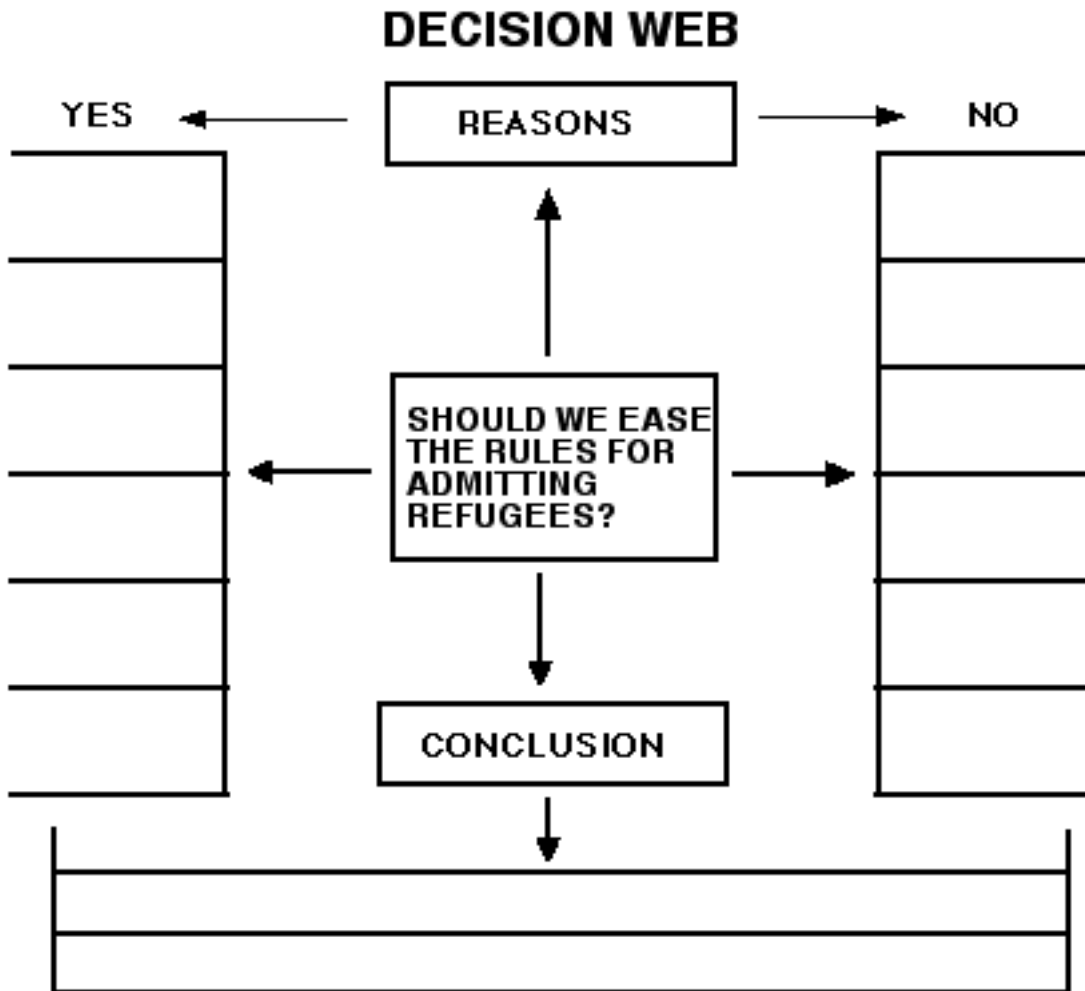 DECISION WEB
YES
REASONS
NO
SHOULD WE EASE
THE RULES FOR
ADMITTING
REFUGEES?
CONCLUSION